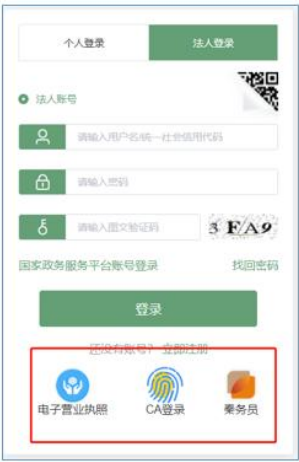 个人登录
法人登录
法人账号
请输入用户名/统一社会信用代码
请输入密码
请输入图文验证码
3 F A 9
国家政务服务平台账号登录
找回密码
登录
还没有账号? 立即注册
电子营业执照
CA登录
秦务员